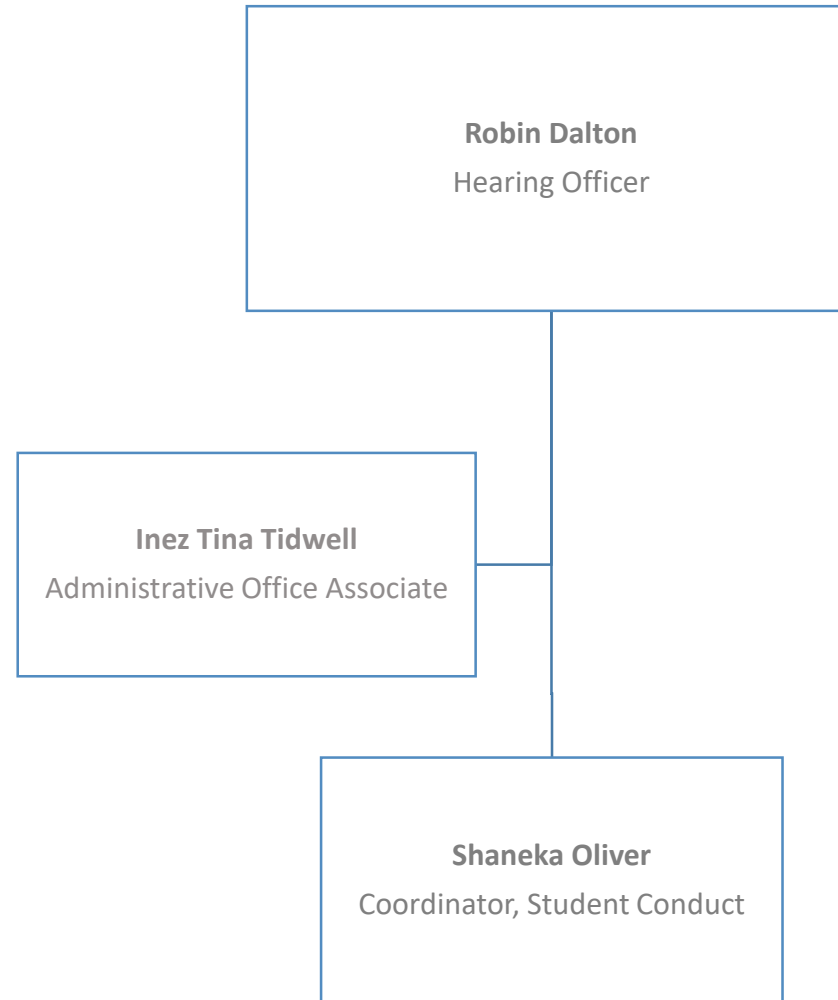 Robin Dalton
Hearing Officer
Inez Tina Tidwell
Administrative Office Associate
Shaneka Oliver
Coordinator, Student Conduct